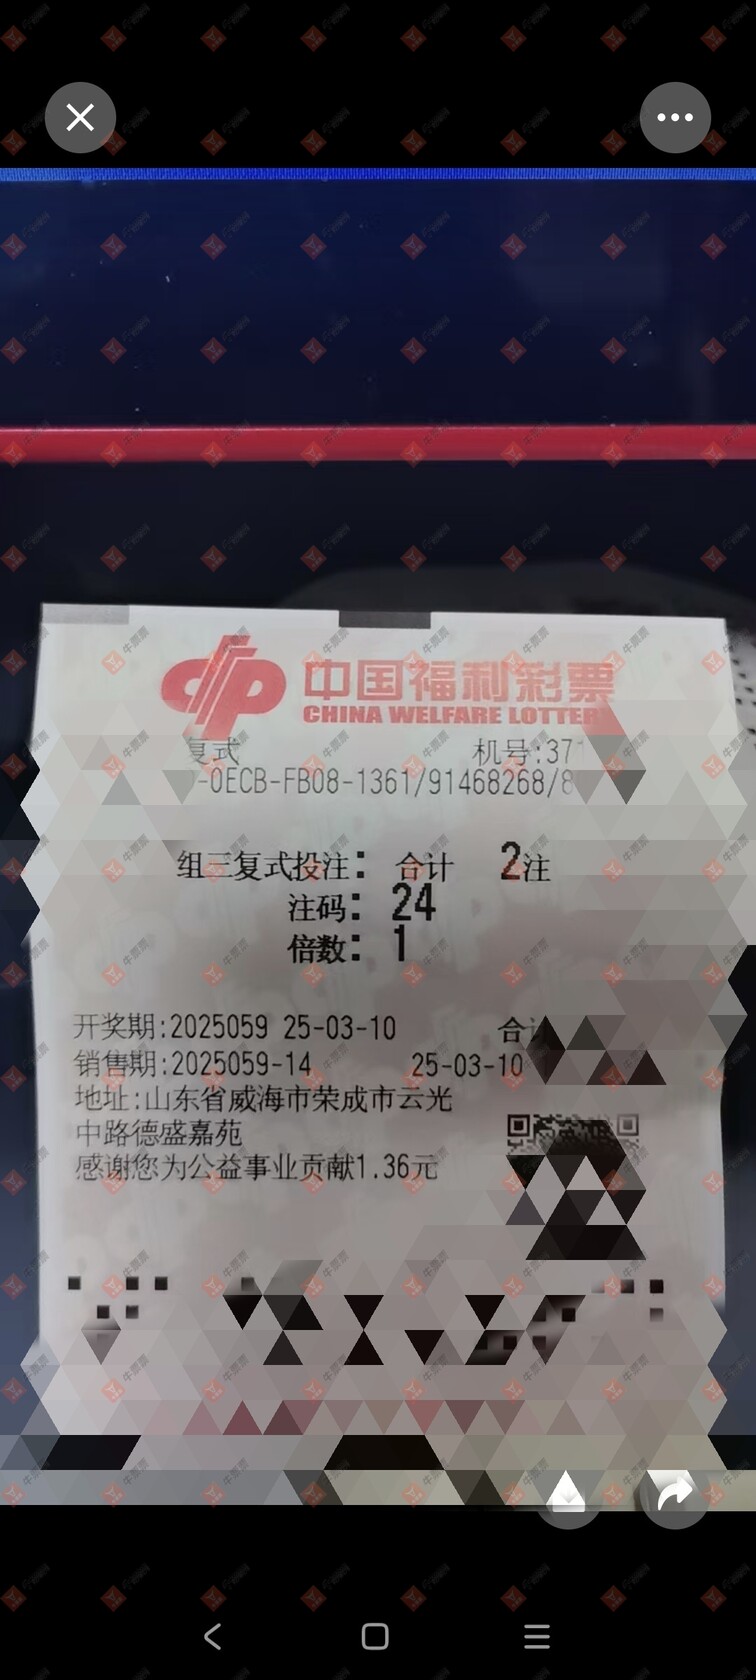 中国福利彩票
CHINA WELFARE LOTTERY
复式 机号:371
-0ECB-FB08-1361/91468268/8
组三复式投注: 合计 2注
注码: 24
倍数: 1
开奖期:2025059 25-03-10 合计
销售期:2025059-14 25-03-10
地址:山东省威海市荣成市云光
中路德盛嘉苑
感谢您为公益事业贡献1.36元